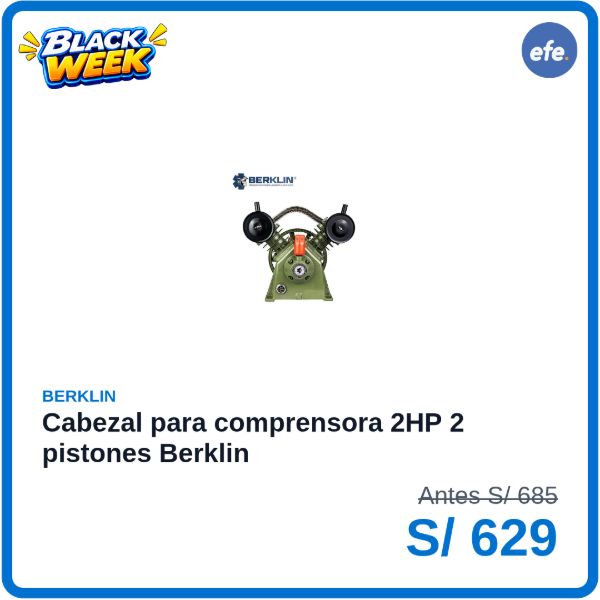 BLACK
WEEK
efe.
BERKLIN®
BERKLIN
Cabezal para comprensora 2HP 2
pistones Berklin
Antes S/ 685
S/ 629